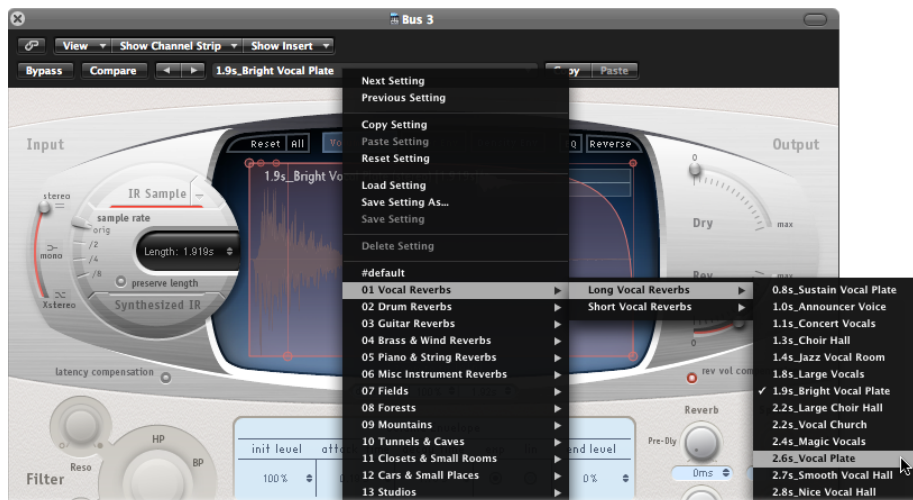 Bus 3
View Show Channel Strip Show Insert
Bypass Compare 1.9s_Bright Vocal Plate Paste
Next Setting
Previous Setting
Copy Setting
Paste Setting
Reset Setting
Load Setting
Save Setting As...
Save Setting
Delete Setting
#default
01 Vocal Reverbs
02 Drum Reverbs
03 Guitar Reverbs
04 Brass & Wind Reverbs
05 Piano & String Reverbs
06 Misc Instrument Reverbs
07 Fields
08 Forests
09 Mountains
10 Tunnels & Caves
11 Closets & Small Rooms
12 Cars & Small Places
13 Studios
Long Vocal Reverbs
Short Vocal Reverbs
0.8s_Sustain Vocal Plate
1.0s_Announcer Voice
1.1s_Concert Vocals
1.3s_Choir Hall
1.4s_Jazz Vocal Room
1.8s_Large Vocals
✓ 1.9s_Bright Vocal Plate
2.2s_Large Choir Hall
2.2s_Vocal Church
2.4s_Magic Vocals
2.6s_Vocal Plate
2.7s_Smooth Vocal Hall
2.8s_Nice Vocal Hall
Input
Reset All
Reverse
Output
1.9s_Bright
stereo
IR Sample
sample rate
orig
/2
/4
/8
mono
Xstereo
Length: 1.919s
preserve length
Synthesized IR
latency compensation
0
Dry
max
Rev
max
0
rev vol
Reverb
Pre-Dly
0ms
HP
BP
Reso
Filter
init level
100%
0%